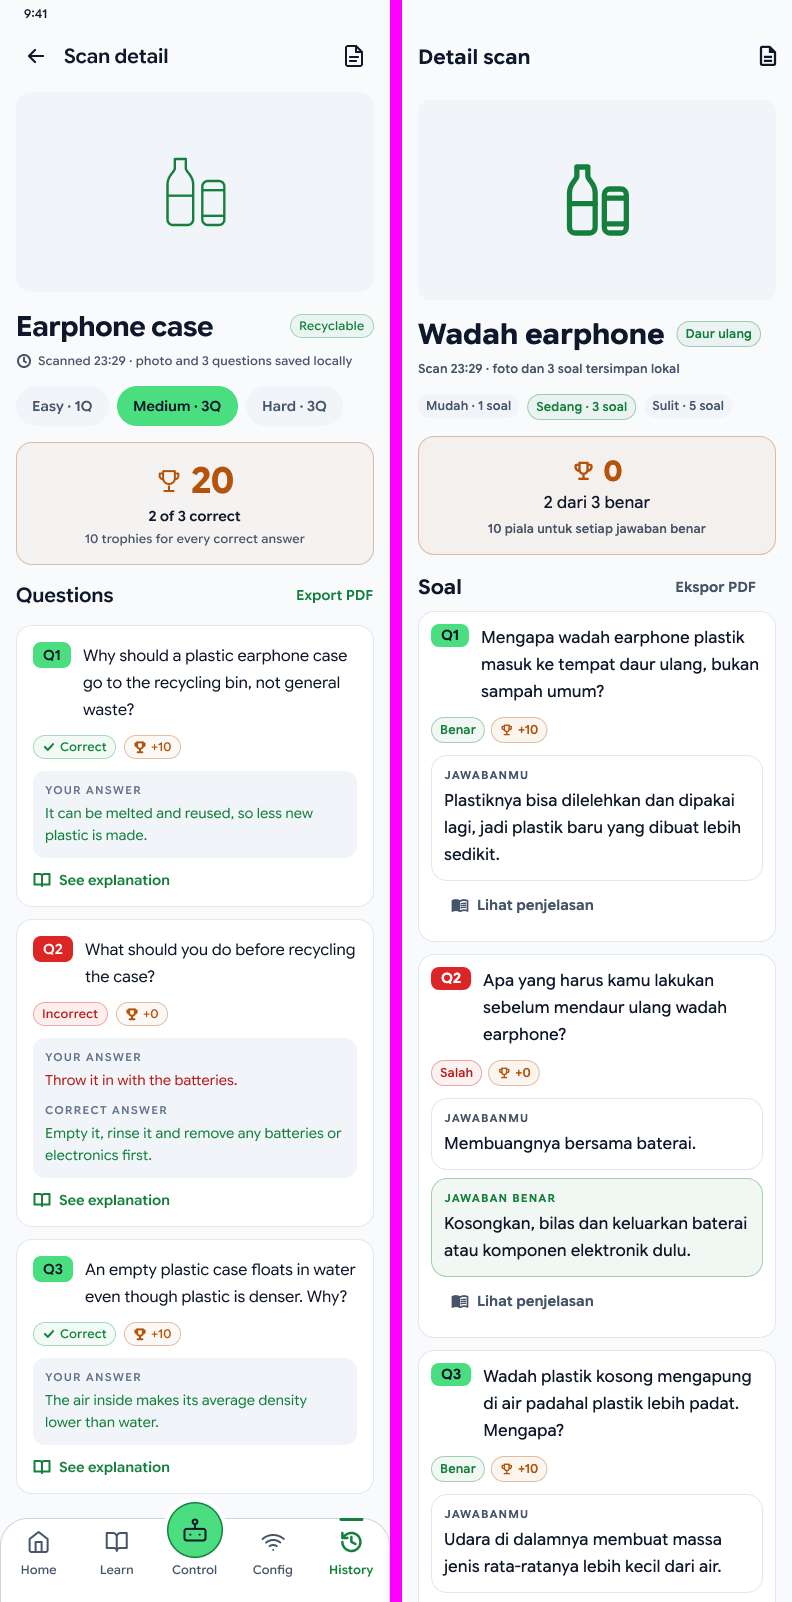 9:41
Scan detail
Earphone case
Recyclable
Scanned 23:29 · photo and 3 questions saved locally
Easy · 1Q
Medium · 3Q
Hard · 3Q
20
2 of 3 correct
10 trophies for every correct answer
Questions
Export PDF
Q1
Why should a plastic earphone case
go to the recycling bin, not general
waste?
Correct
+10
YOUR ANSWER
It can be melted and reused, so less new
plastic is made.
See explanation
Q2
What should you do before recycling
the case?
Incorrect
+0
YOUR ANSWER
Throw it in with the batteries.
CORRECT ANSWER
Empty it, rinse it and remove any batteries or
electronics first.
See explanation
Q3
An empty plastic case floats in water
even though plastic is denser. Why?
Correct
+10
YOUR ANSWER
The air inside makes its average density
lower than water.
See explanation
Home
Learn
Control
Config
History
Detail scan
Wadah earphone
Daur ulang
Scan 23:29 · foto dan 3 soal tersimpan lokal
Mudah · 1 soal
Sedang · 3 soal
Sulit · 5 soal
0
2 dari 3 benar
10 piala untuk setiap jawaban benar
Soal
Ekspor PDF
Q1
Mengapa wadah earphone plastik
masuk ke tempat daur ulang, bukan
sampah umum?
Benar
+10
JAWABANMU
Plastiknya bisa dilelehkan dan dipakai
lagi, jadi plastik baru yang dibuat lebih
sedikit.
Lihat penjelasan
Q2
Apa yang harus kamu lakukan
sebelum mendaur ulang wadah
earphone?
Salah
+0
JAWABANMU
Membuangnya bersama baterai.
JAWABAN BENAR
Kosongkan, bilas dan keluarkan baterai
atau komponen elektronik dulu.
Lihat penjelasan
Q3
Wadah plastik kosong mengapung
di air padahal plastik lebih padat.
Mengapa?
Benar
+10
JAWABANMU
Udara di dalamnya membuat massa
jenis rata-ratanya lebih kecil dari air.